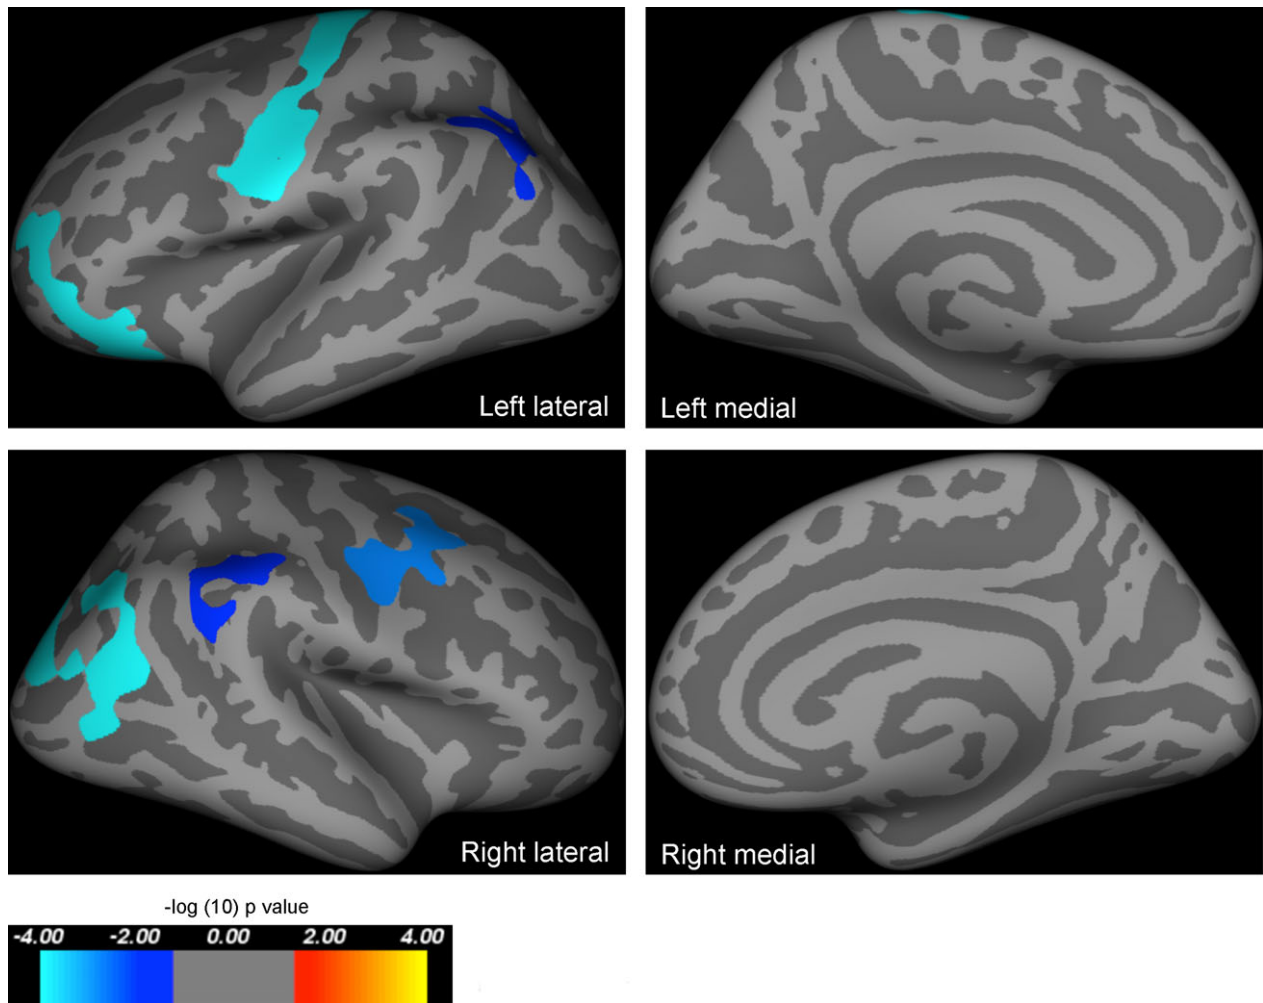 Left lateral
Left medial
Right lateral
Right medial
-log (10) p value
-4.00 -2.00 0.00 2.00 4.00